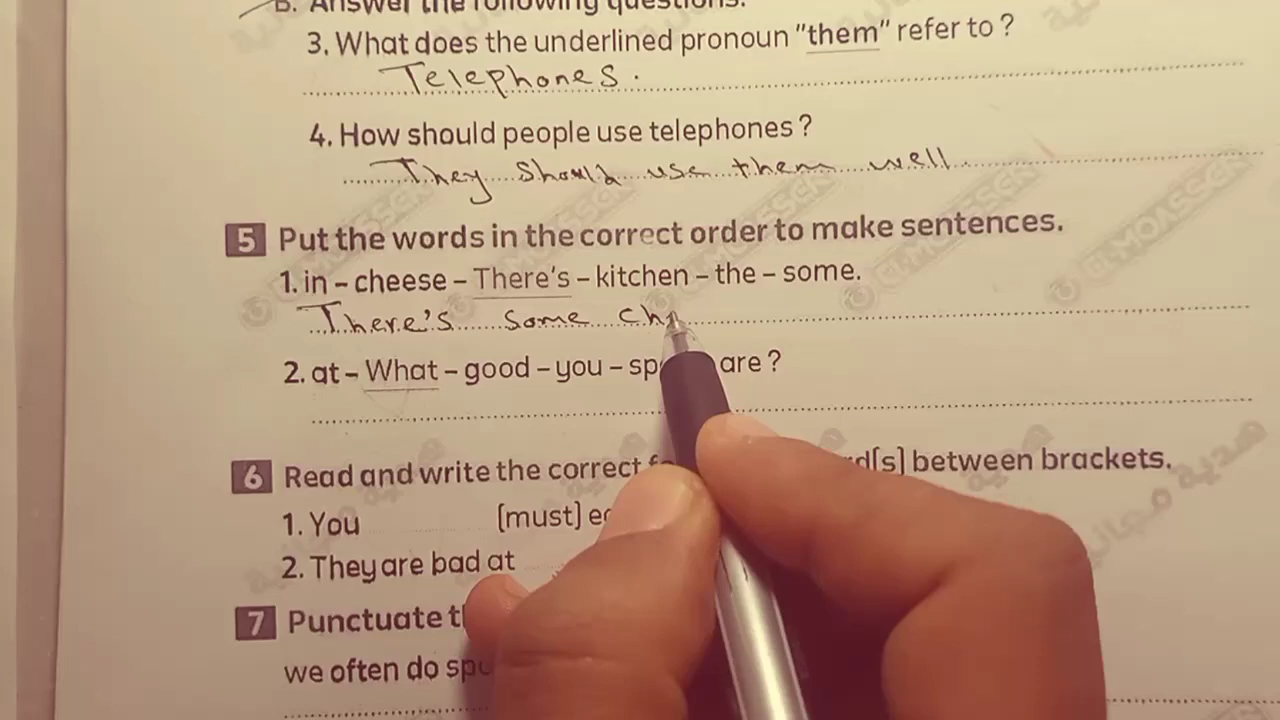 B. Answer the following questions.
3. What does the underlined pronoun "them" refer to ?
Telephones.
4. How should people use telephones ?
They should use them well.
5 Put the words in the correct order to make sentences.
1. in – cheese – There's – kitchen – the – some.
There's some ch
2. at – What – good – you – are ?
6 Read and write the correct between brackets.
1. You [must]
2. They are bad at
7 Punctuate
we often do